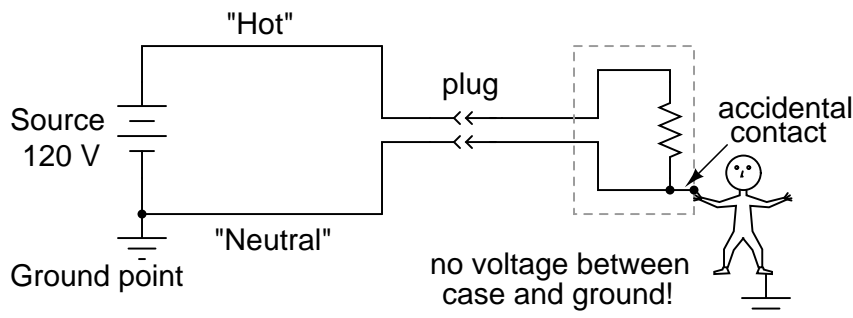 "Hot"
plug
Source
120 V
accidental
contact
"Neutral"
Ground point
no voltage between
case and ground!